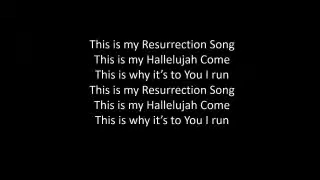 This is my Resurrection Song
This is my Hallelujah Come
This is why it's to You I run
This is my Resurrection Song
This is my Hallelujah Come
This is why it's to You I run